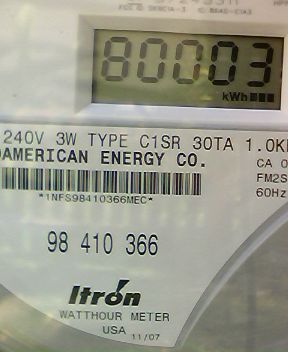 80003
kWh
240V 3W TYPE C1SR 30TA 1.0K
AMERICAN ENERGY CO.
CA 0
FM2S
60Hz
*1NFS98410366MEC*
98 410 366
Itron
WATTHOUR METER
USA 11/07